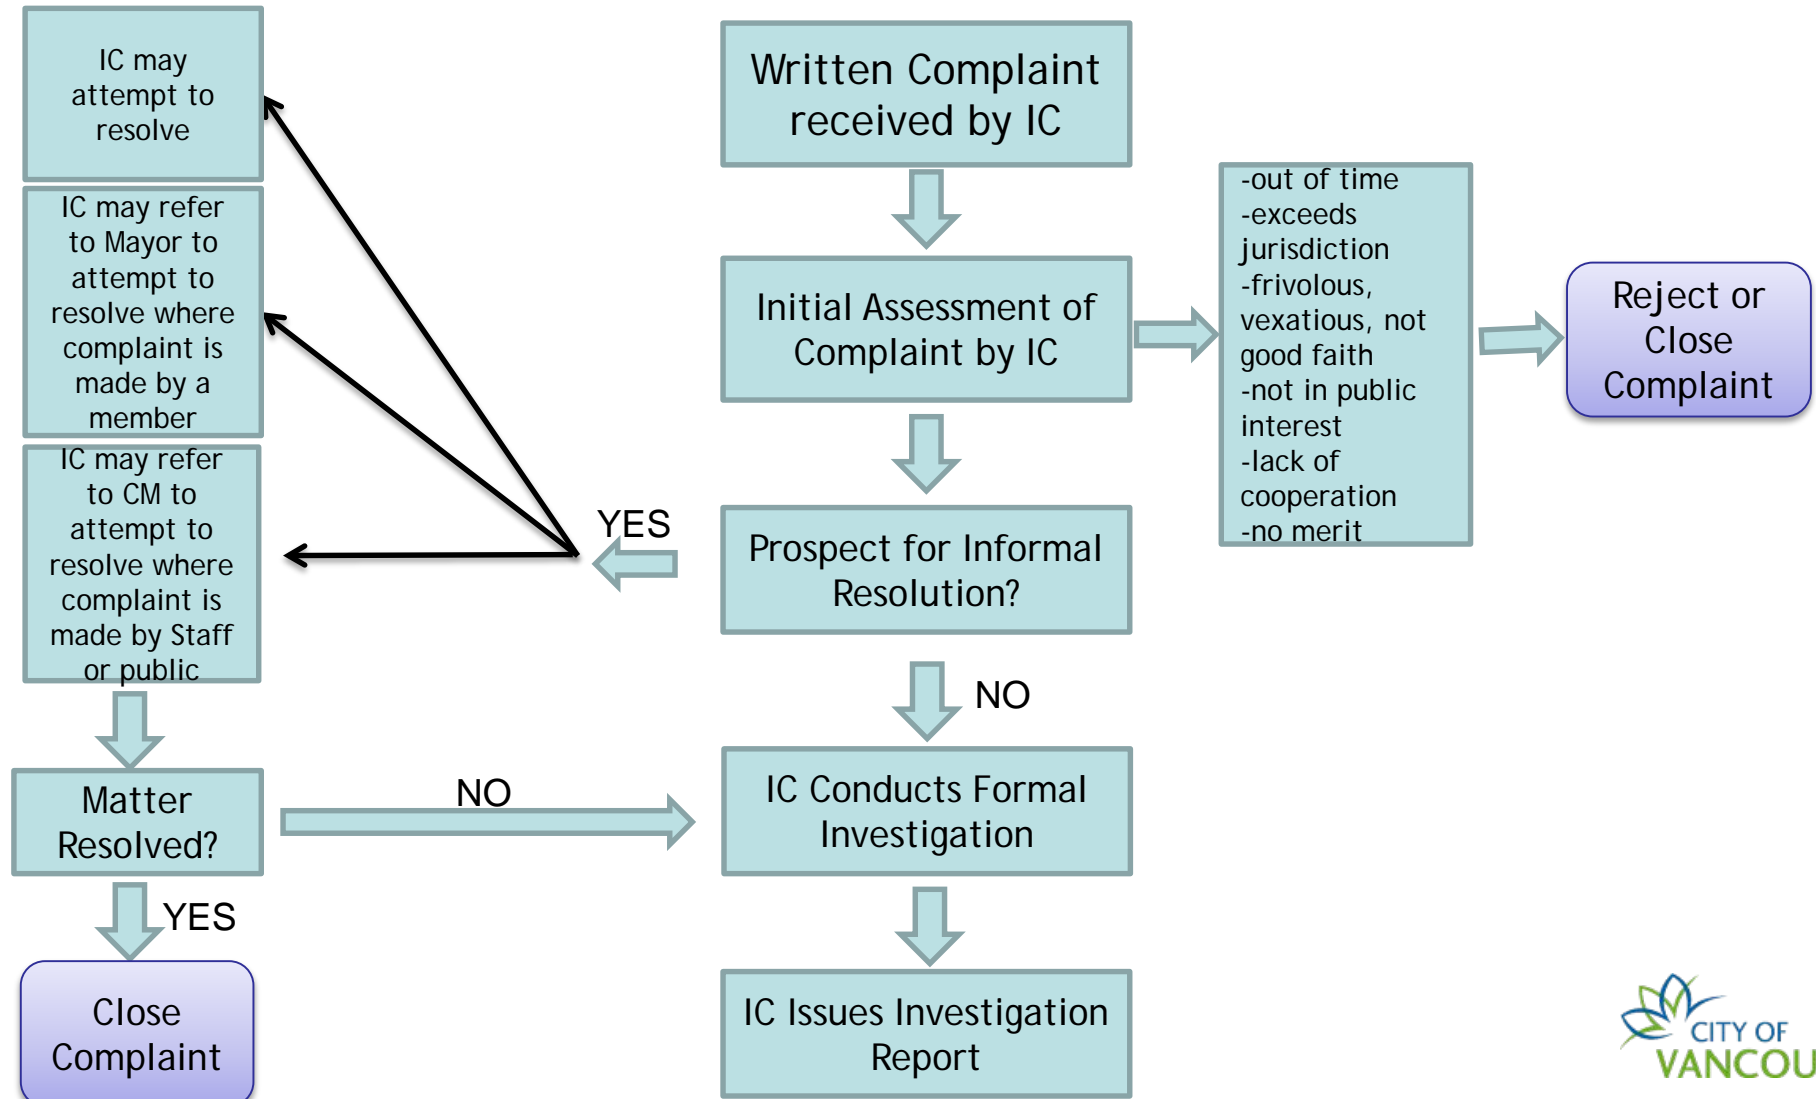 IC may
attempt to
resolve
IC may refer
to Mayor to
attempt to
resolve where
complaint is
made by a
member
IC may refer
to CM to
attempt to
resolve where
complaint is
made by Staff
or public
Matter
Resolved?
YES
Close
Complaint
NO
YES
Written Complaint
received by IC
Initial Assessment of
Complaint by IC
Prospect for Informal
Resolution?
NO
IC Conducts Formal
Investigation
IC Issues Investigation
Report
-out of time
-exceeds
jurisdiction
-frivolous,
vexatious, not
good faith
-not in public
interest
-lack of
cooperation
-no merit
Reject or
Close
Complaint
CITY OF
VANCOU